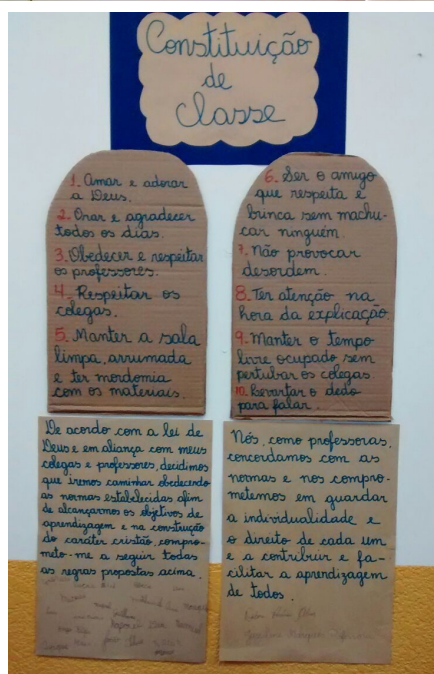 Constituição
de
Classe
1. Amar e adorar
a Deus.
2. Orar e agradecer
todos os dias.
3. Obedecer e respeitar
os professores.
4. Respeitar os
colegas.
5. Manter a sala
limpa, arrumada
e ter mordomia
com os materiais.
6. Ser o amigo
que respeita e
brinca sem machu-
car ninguém.
7. Não provocar
desordem.
8. Ter atenção na
hora da explicação.
9. Manter o tempo
livre ocupado sem
pertubar os colegas.
10. Levantar o dedo
para falar.
De acordo com a lei de
Deus e em aliança com meus
colegas e professores, decidimos
que iremos caminhar obedecendo
as normas estabelecidas afim
de alcançarmos os objetivos de
aprendizagem e na construção
do caráter cristão, compro-
meto-me a seguir todas
as regras propostas acima.
Nós, como professoras,
concordamos com as
normas e nos compro-
metemos em guardar
a individualidade e
o direito de cada um
e a contribuir e fa-
cilitar a aprendizagem
de todos.